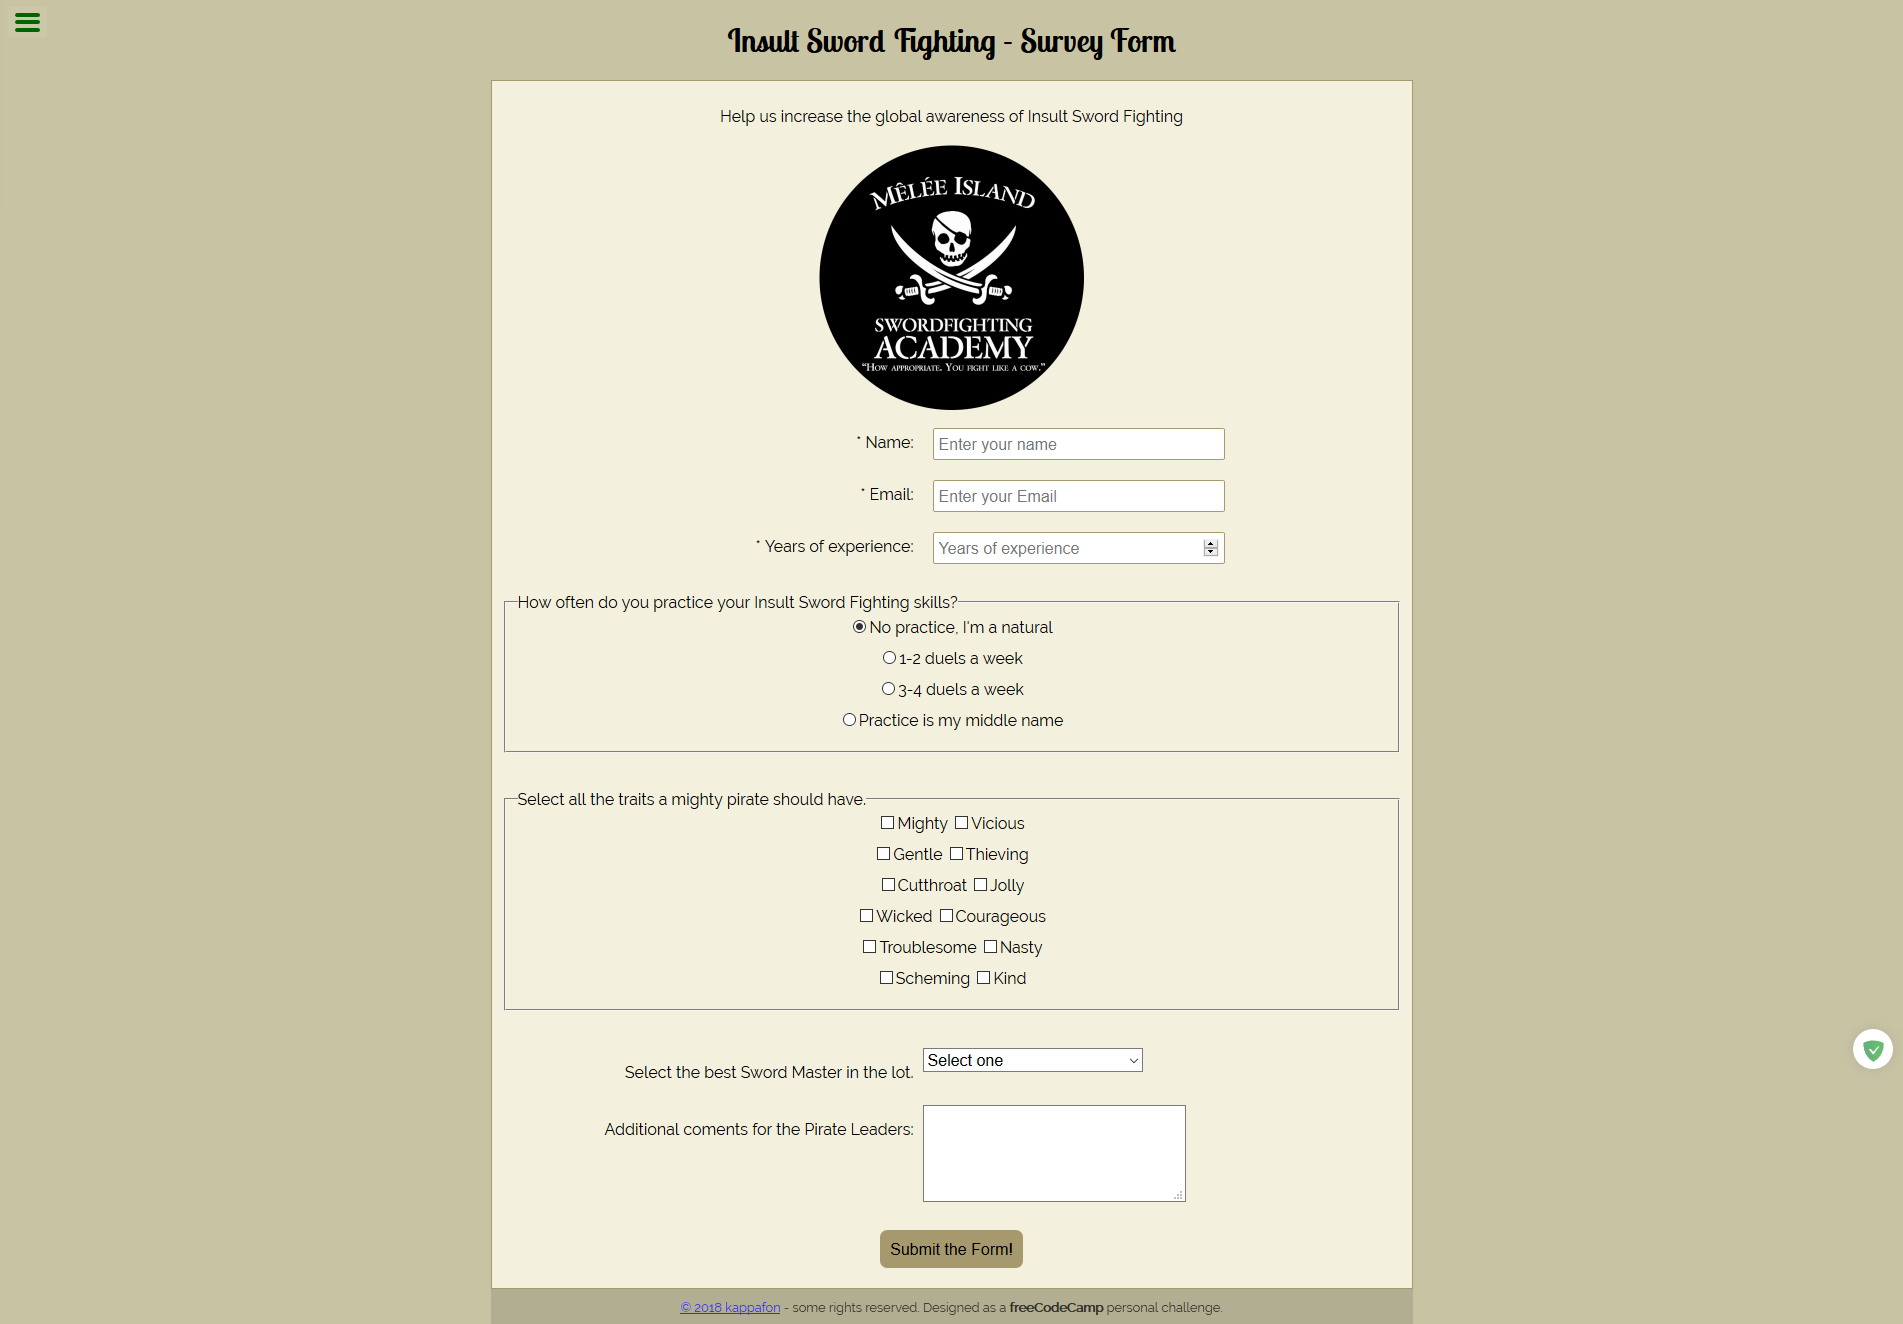 Insult Sword Fighting - Survey Form
Help us increase the global awareness of Insult Sword Fighting
Mêlée Island
Swordfighting
Academy
“How appropriate. You fight like a cow.”
* Name: Enter your name
* Email: Enter your Email
* Years of experience: Years of experience
How often do you practice your Insult Sword Fighting skills?
No practice, I'm a natural
1-2 duels a week
3-4 duels a week
Practice is my middle name
Select all the traits a mighty pirate should have.
Mighty Vicious
Gentle Thieving
Cutthroat Jolly
Wicked Courageous
Troublesome Nasty
Scheming Kind
Select the best Sword Master in the lot. Select one
Additional coments for the Pirate Leaders:
Submit the Form!
© 2018 kappafon - some rights reserved. Designed as a freeCodeCamp personal challenge.